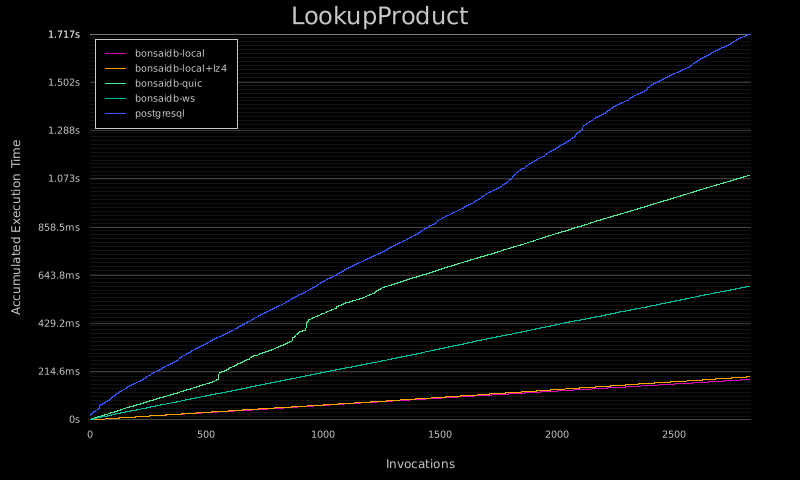 LookupProduct
1.717s
1.502s
1.288s
1.073s
858.5ms
643.8ms
429.2ms
214.6ms
0s
bonsaidb-local
bonsaidb-local+lz4
bonsaidb-quic
bonsaidb-ws
postgresql
Accumulated Execution Time
0 500 1000 1500 2000 2500
Invocations